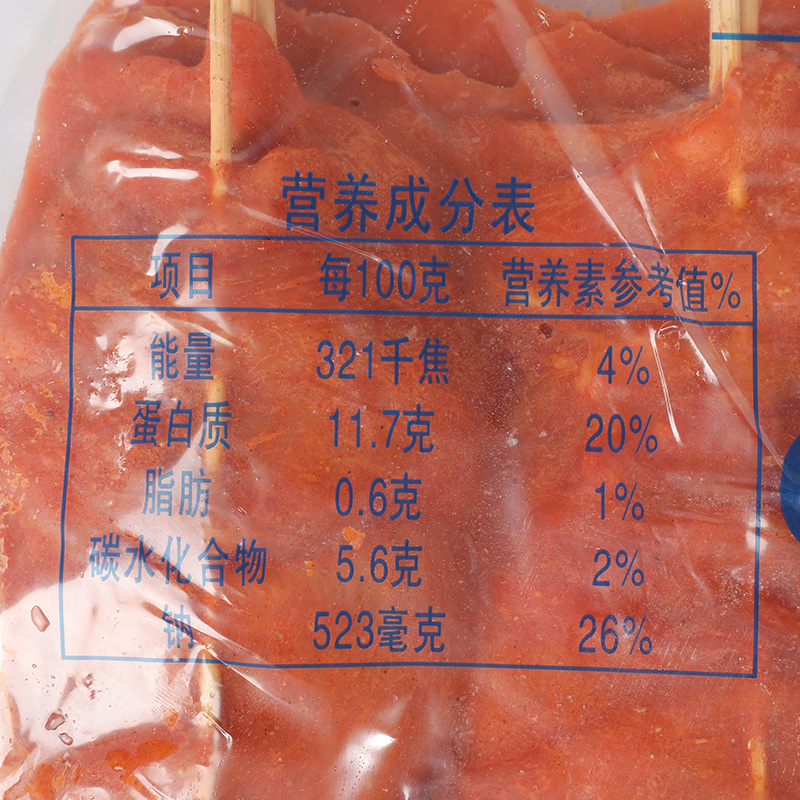 营养成分表
项目 每100克 营养素参考值%
能量 321千焦 4%
蛋白质 11.7克 20%
脂肪 0.6克 1%
碳水化合物 5.6克 2%
钠 523毫克 26%